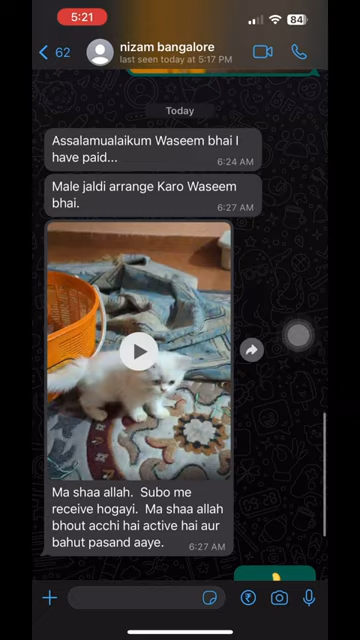 5:21
84
62
nizam bangalore
last seen today at 5:17 PM
Today
Assalamualaikum Waseem bhai I
have paid...
6:24 AM
Male jaldi arrange Karo Waseem
bhai.
6:27 AM
Ma shaa allah. Subo me
receive hogayi. Ma shaa allah
bhout acchi hai active hai aur
bahut pasand aaye.
6:27 AM